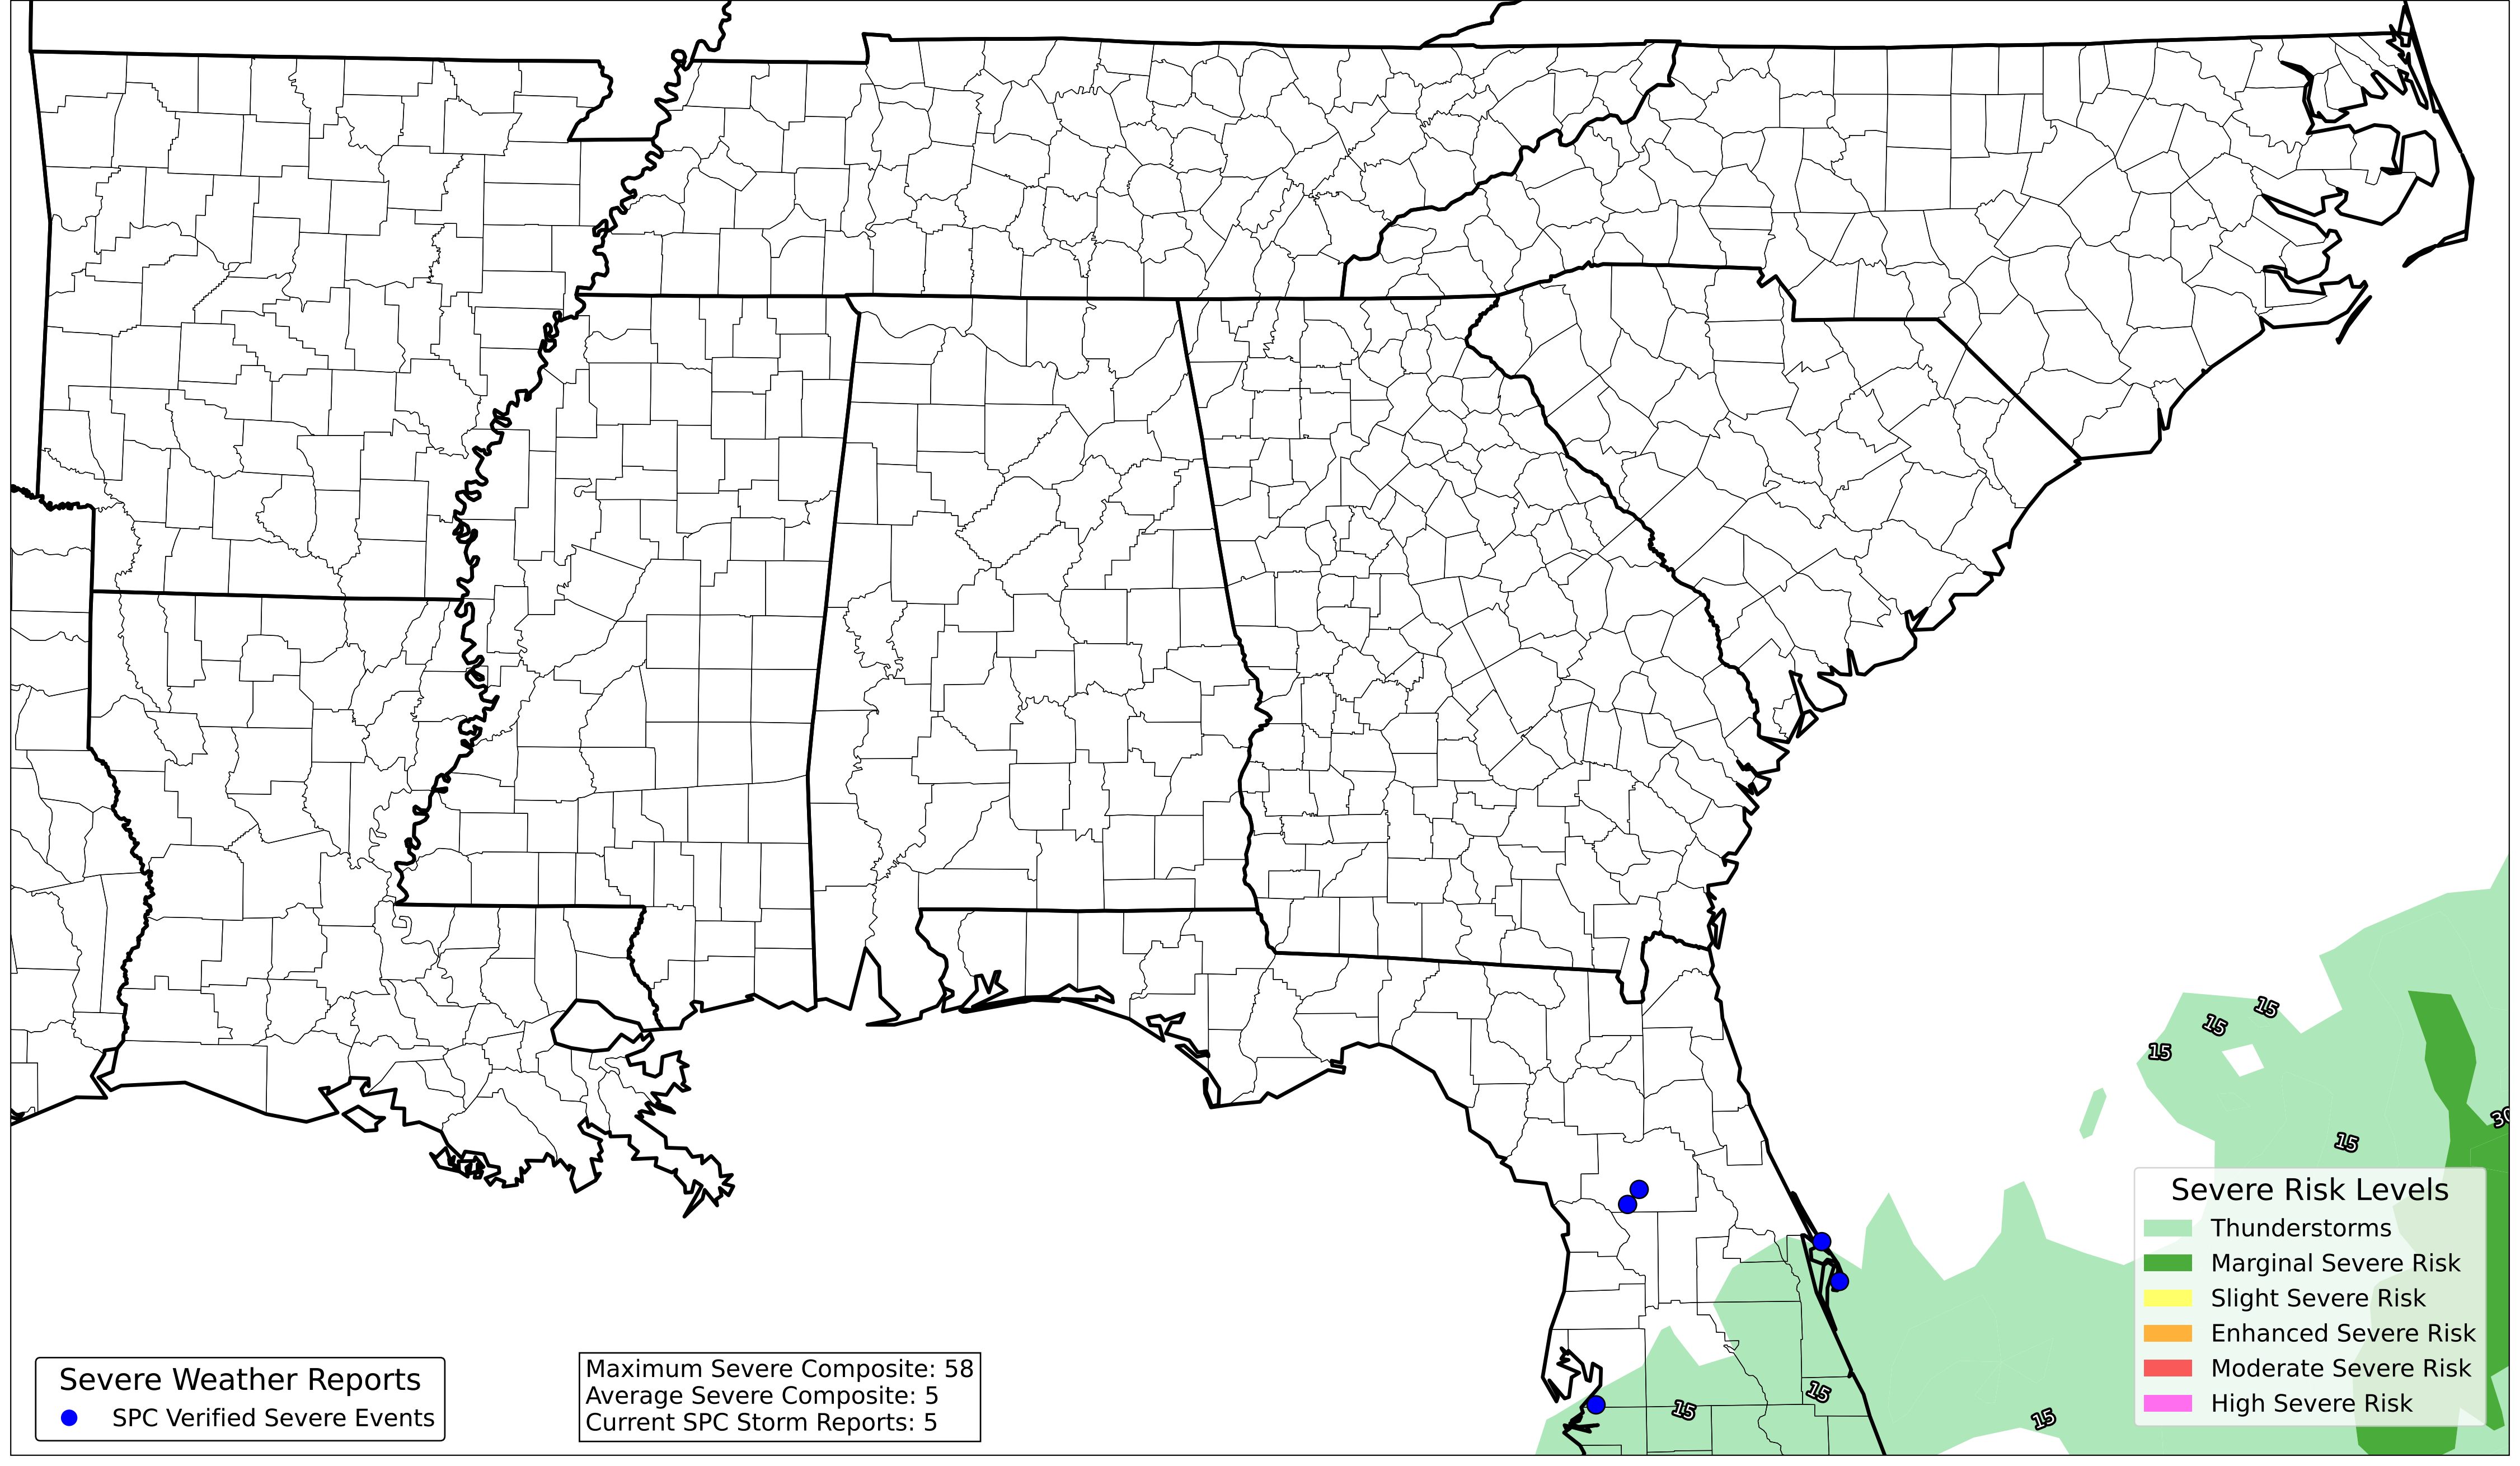 15
15
15
30
15
Severe Risk Levels
Thunderstorms
Marginal Severe Risk
Slight Severe Risk
Enhanced Severe Risk
Moderate Severe Risk
High Severe Risk
Severe Weather Reports
SPC Verified Severe Events
Maximum Severe Composite: 58
Average Severe Composite: 5
Current SPC Storm Reports: 5
15
15
15